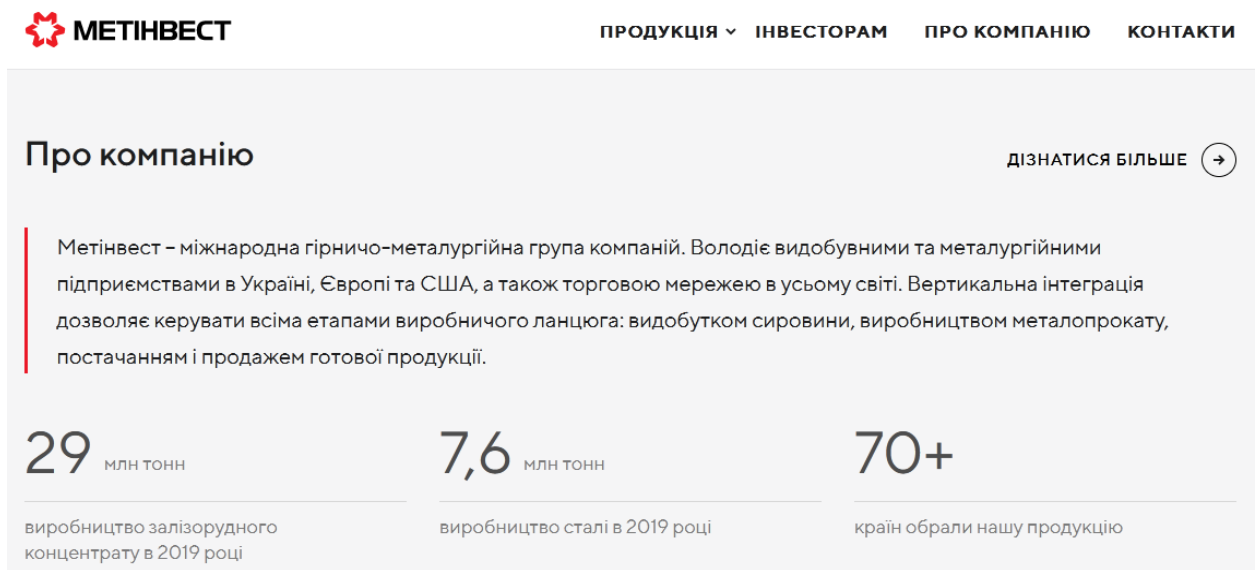 МЕТІНВЕСТ
ПРОДУКЦІЯ ІНВЕСТОРАМ ПРО КОМПАНІЮ КОНТАКТИ
Про компанію
ДІЗНАТИСЯ БІЛЬШЕ
Метінвест – міжнародна гірничо-металургійна група компаній. Володіє видобувними та металургійними
підприємствами в Україні, Європі та США, а також торговою мережею в усьому світі. Вертикальна інтеграція
дозволяє керувати всіма етапами виробничого ланцюга: видобутком сировини, виробництвом металопрокату,
постачанням і продажем готової продукції.
29 млн тонн
виробництво залізорудного
концентрату в 2019 році
7,6 млн тонн
виробництво сталі в 2019 році
70+
країн обрали нашу продукцію